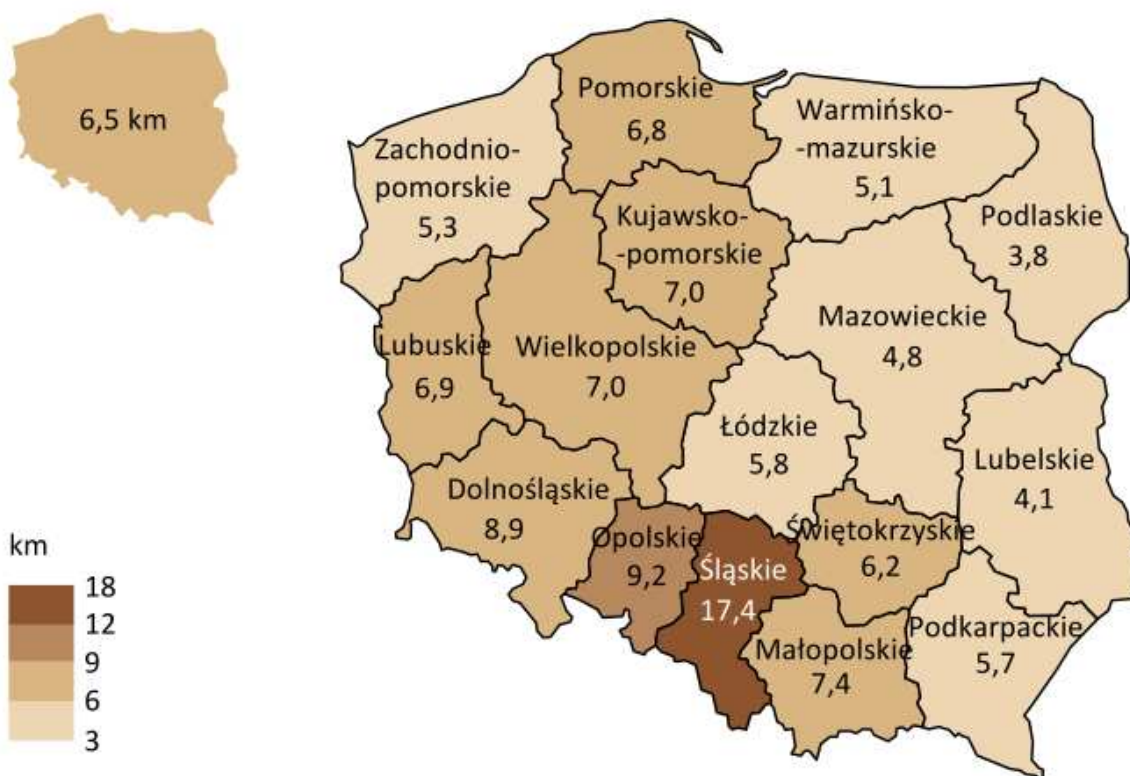 6,5 km
Pomorskie
6,8
Warmińsko-
-mazurskie
5,1
Zachodnio-
pomorskie
5,3
Kujawsko-
-pomorskie
7,0
Podlaskie
3,8
Mazowieckie
4,8
Lubuskie
6,9
Wielkopolskie
7,0
Łódzkie
5,8
Lubelskie
4,1
Dolnośląskie
8,9
Opolskie
9,2
Śląskie
17,4
Świętokrzyskie
6,2
Małopolskie
7,4
Podkarpackie
5,7
km
18
12
9
6
3